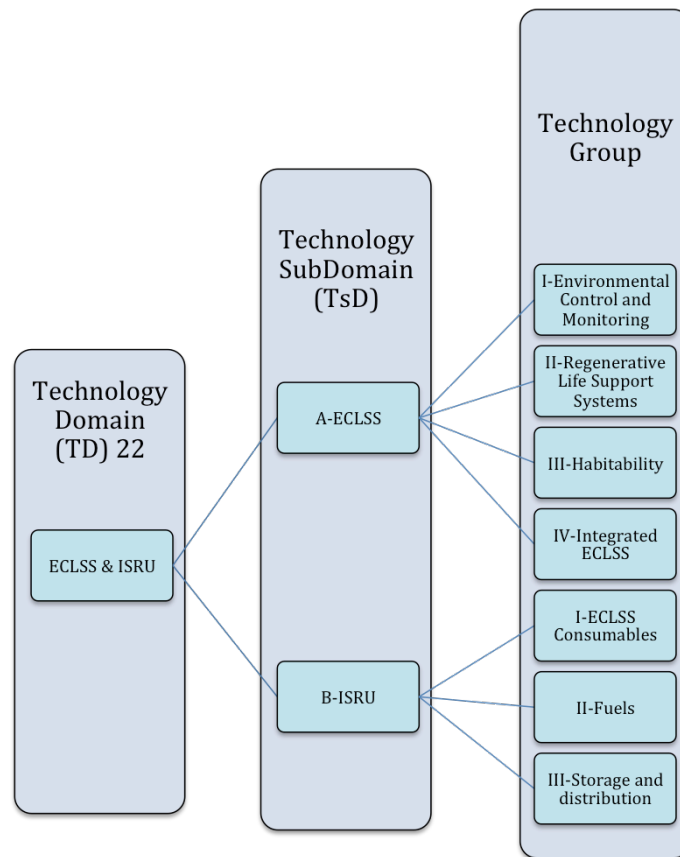 Technology
Domain
(TD) 22
ECLSS & ISRU
Technology
SubDomain
(TsD)
A-ECLSS
B-ISRU
Technology
Group
I-Environmental
Control and
Monitoring
II-Regenerative
Life Support
Systems
III-Habitability
IV-Integrated
ECLSS
I-ECLSS
Consumables
II-Fuels
III-Storage and
distribution